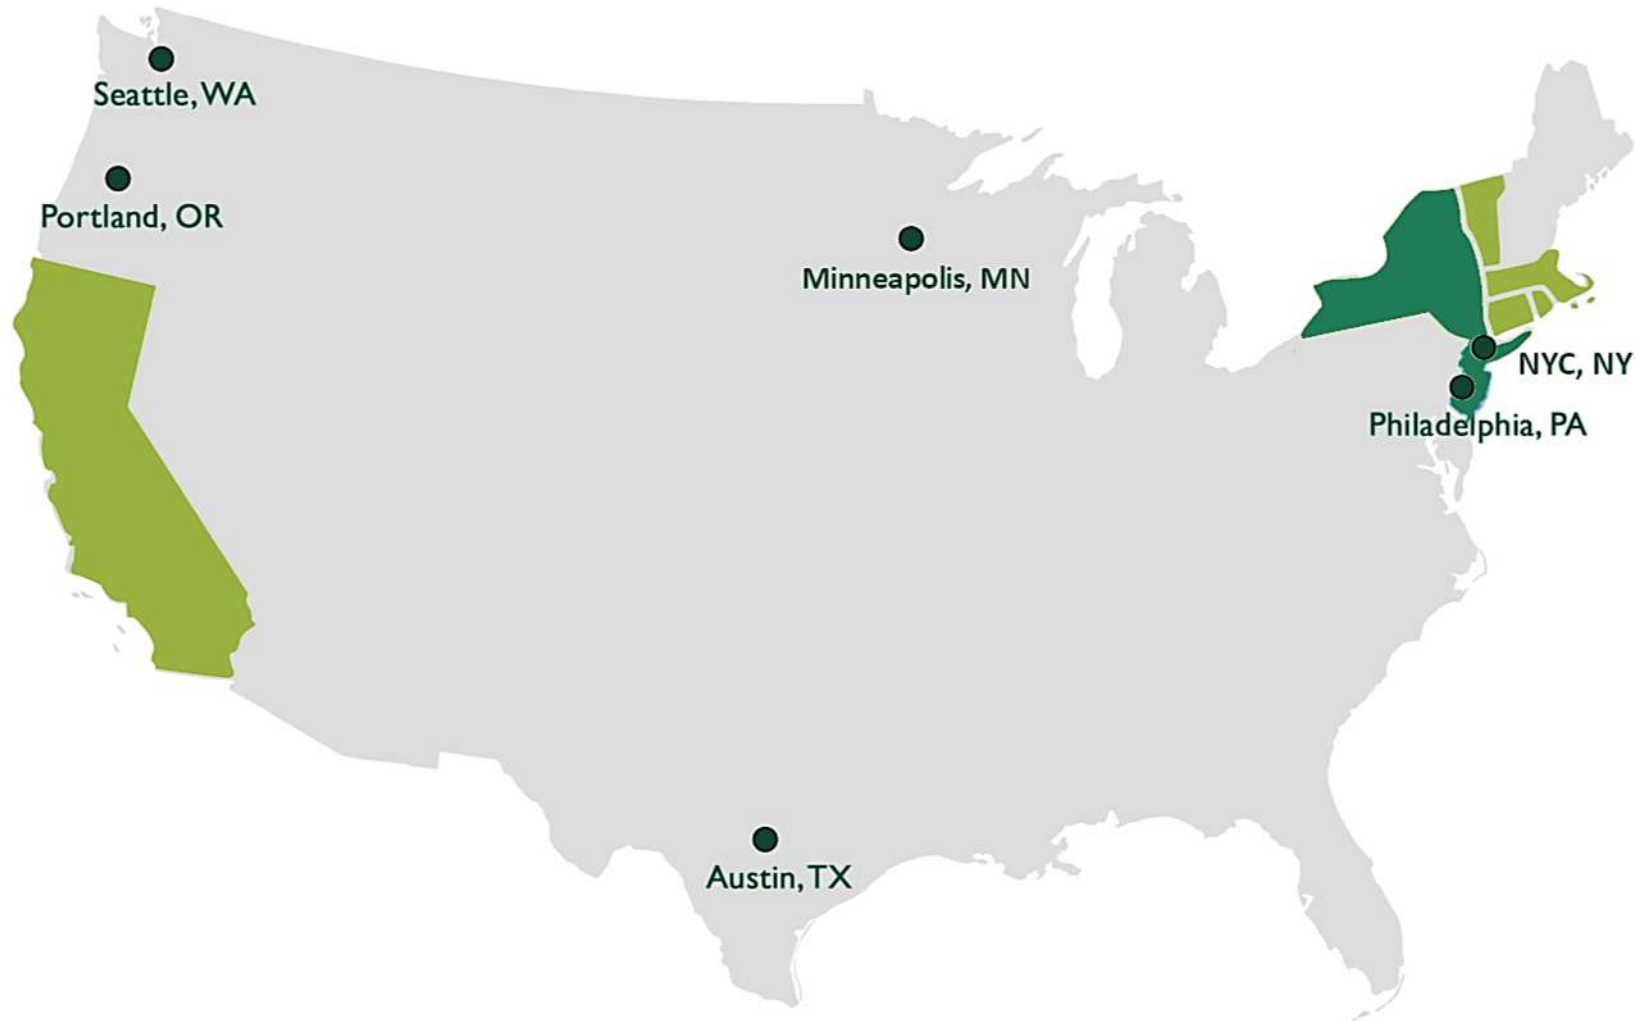 Seattle, WA
Portland, OR
Minneapolis, MN
NYC, NY
Philadelphia, PA
Austin, TX